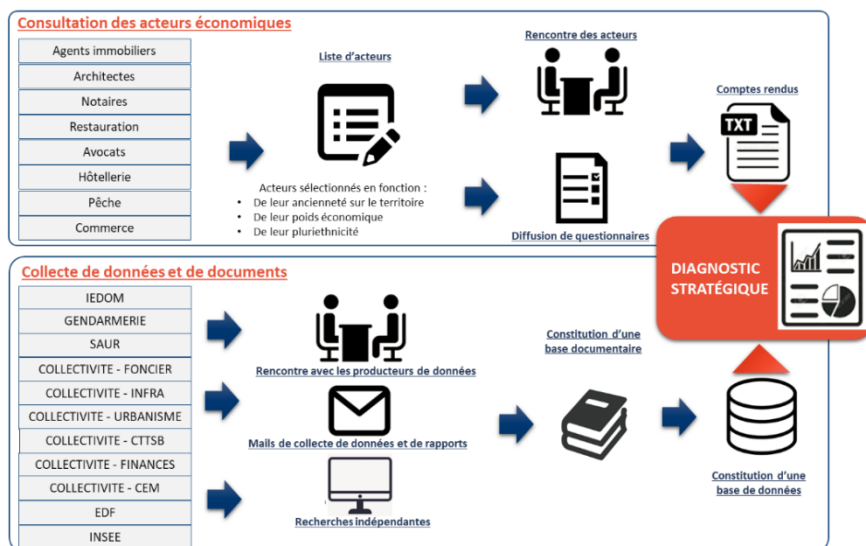 Consultation des acteurs économiques
Agents immobiliers
Architectes
Notaires
Restauration
Avocats
Hôtellerie
Pêche
Commerce
Liste d'acteurs
Acteurs sélectionnés en fonction :
• De leur ancienneté sur le territoire
• De leur poids économique
• De leur pluriethnicité
Rencontre des acteurs
Diffusion de questionnaires
Comptes rendus
TXT
DIAGNOSTIC
STRATÉGIQUE
Collecte de données et de documents
IEDOM
GENDARMERIE
SAUR
COLLECTIVITE - FONCIER
COLLECTIVITE - INFRA
COLLECTIVITE - URBANISME
COLLECTIVITE - CTTSB
COLLECTIVITE - FINANCES
COLLECTIVITE - CEM
EDF
INSEE
Rencontre avec les producteurs de données
Mails de collecte de données et de rapports
Recherches indépendantes
Constitution d'une
base documentaire
Constitution d'une
base de données